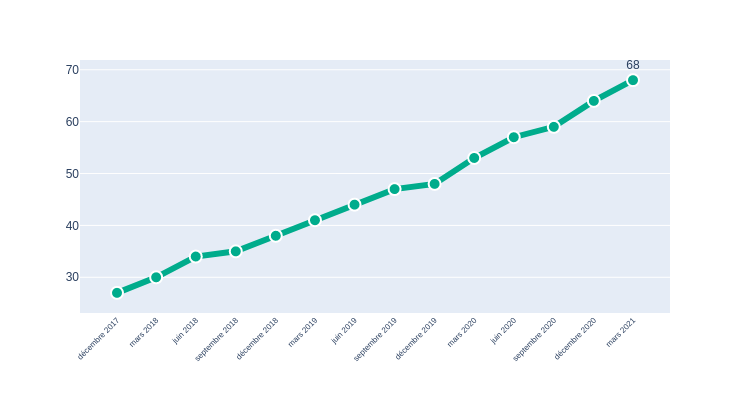 68
70
60
50
40
30
décembre 2017
mars 2018
juin 2018
septembre 2018
décembre 2018
mars 2019
juin 2019
septembre 2019
décembre 2019
mars 2020
juin 2020
septembre 2020
décembre 2020
mars 2021